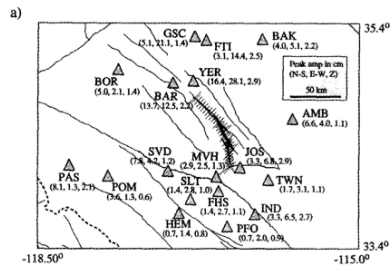 a)
35.4°
GSC
(5.1, 21.1, 1.4)
FTI
(3.1, 14.4, 2.5)
BAK
(4.0, 5.1, 2.2)
Peak amp in cm
(N-S, E-W, Z)
50 km
BOR
(5.0, 2.1, 1.4)
YER
(16.4, 28.1, 2.9)
BAR
(13.7, 12.5, 2.2)
AMB
(6.6, 4.0, 1.1)
SVD
(7.8, 4.2, 1.2)
MVH
(2.9, 2.5, 1.3)
JOS
(3.3, 6.8, 2.9)
PAS
(8.1, 1.3, 2.1)
POM
(3.6, 1.3, 0.6)
SLT
(1.4, 2.8, 1.0)
TWN
(1.7, 3.1, 1.1)
FHS
(1.4, 2.7, 1.1)
IND
(3.3, 6.5, 2.7)
HEM
(0.7, 1.4, 0.8)
PFO
(0.7, 2.0, 0.9)
33.4°
-118.50°
-115.0°